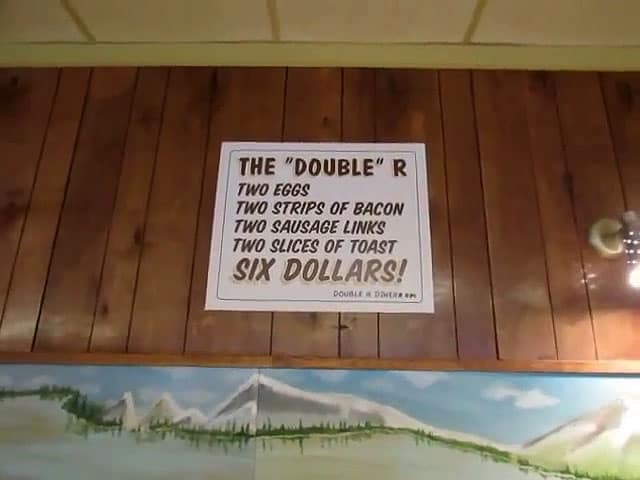 THE "DOUBLE" R
TWO EGGS
TWO STRIPS OF BACON
TWO SAUSAGE LINKS
TWO SLICES OF TOAST
SIX DOLLARS!
DOUBLE R DINER